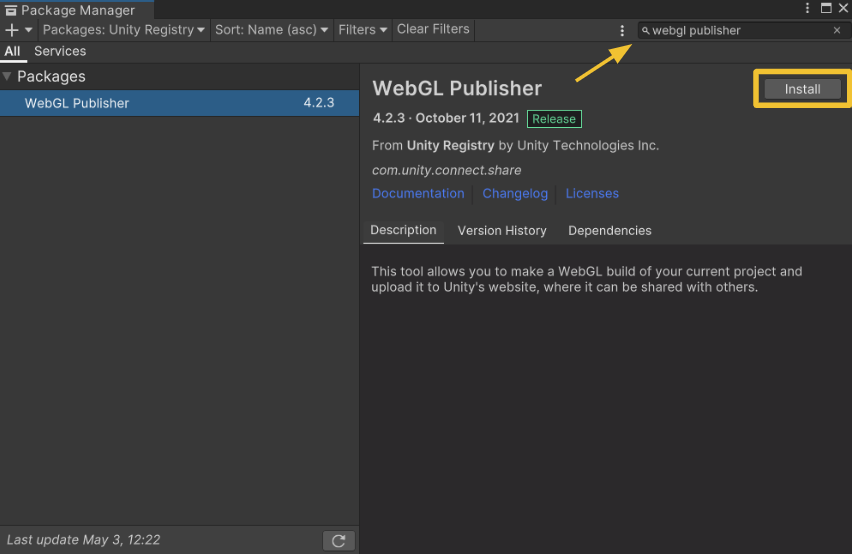 Package Manager
Packages: Unity Registry Sort: Name (asc) Filters Clear Filters webgl publisher
All Services
Packages
WebGL Publisher 4.2.3
WebGL Publisher
Install
4.2.3 · October 11, 2021 Release
From Unity Registry by Unity Technologies Inc.
com.unity.connect.share
Documentation Changelog Licenses
Description Version History Dependencies
This tool allows you to make a WebGL build of your current project and
upload it to Unity's website, where it can be shared with others.
Last update May 3, 12:22